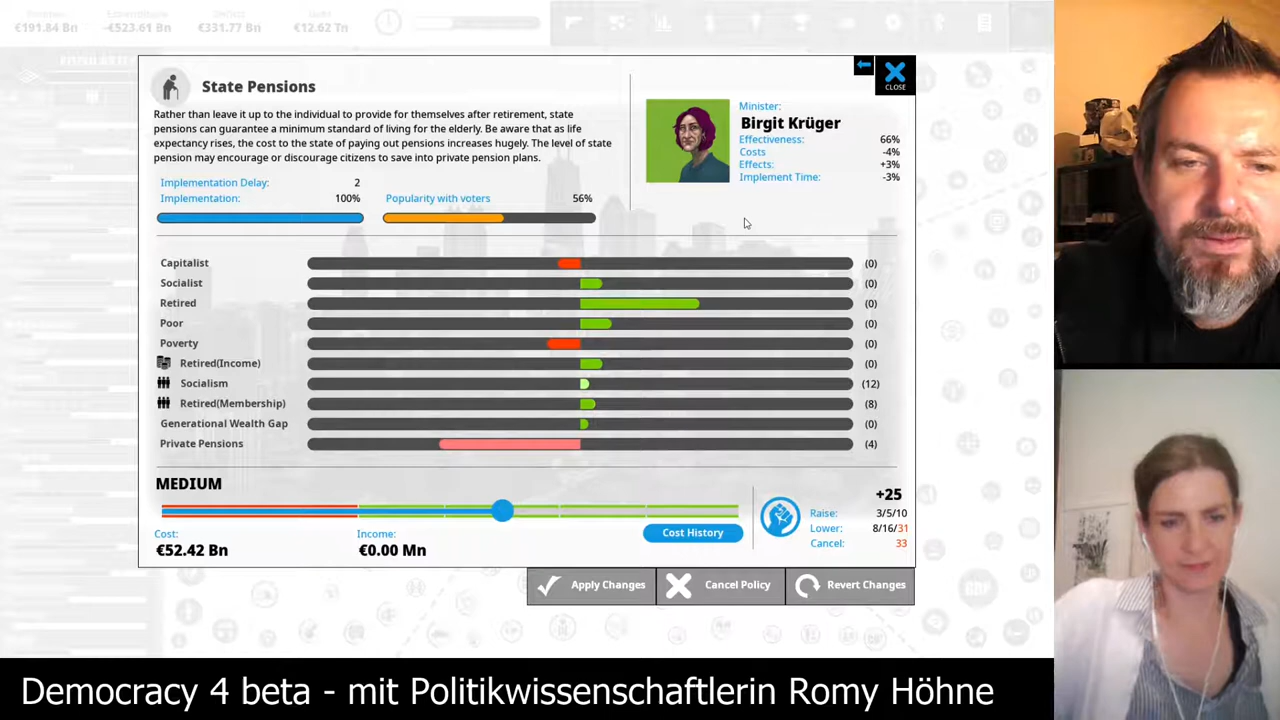 €191.84 Bn
-€523.61 Bn
€331.77 Bn
€12.62 Tn
State Pensions
CLOSE
Rather than leave it up to the individual to provide for themselves after retirement, state
pensions can guarantee a minimum standard of living for the elderly. Be aware that as life
expectancy rises, the cost to the state of paying out pensions increases hugely. The level of state
pension may encourage or discourage citizens to save into private pension plans.
Minister:
Birgit Krüger
Effectiveness: 66%
Costs -4%
Effects: +3%
Implement Time: -3%
Implementation Delay: 2
Implementation: 100%
Popularity with voters 56%
Capitalist (0)
Socialist (0)
Retired (0)
Poor (0)
Poverty (0)
Retired(Income) (0)
Socialism (12)
Retired(Membership) (8)
Generational Wealth Gap (0)
Private Pensions (4)
MEDIUM
Cost:
€52.42 Bn
Income:
€0.00 Mn
Cost History
+25
Raise: 3/5/10
Lower: 8/16/31
Cancel: 33
Apply Changes
Cancel Policy
Revert Changes
Democracy 4 beta - mit Politikwissenschaftlerin Romy Höhne